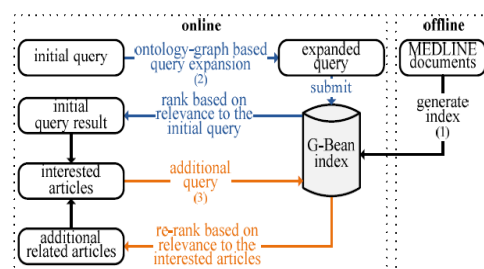 online
offline
initial query
ontology-graph based
query expansion
(2)
expanded
query
MEDLINE
documents
submit
generate
index
(1)
initial
query result
rank based on
relevance to the
initial query
G-Bean
index
interested
articles
additional
query
(3)
additional
related articles
re-rank based on
relevance to the
interested articles